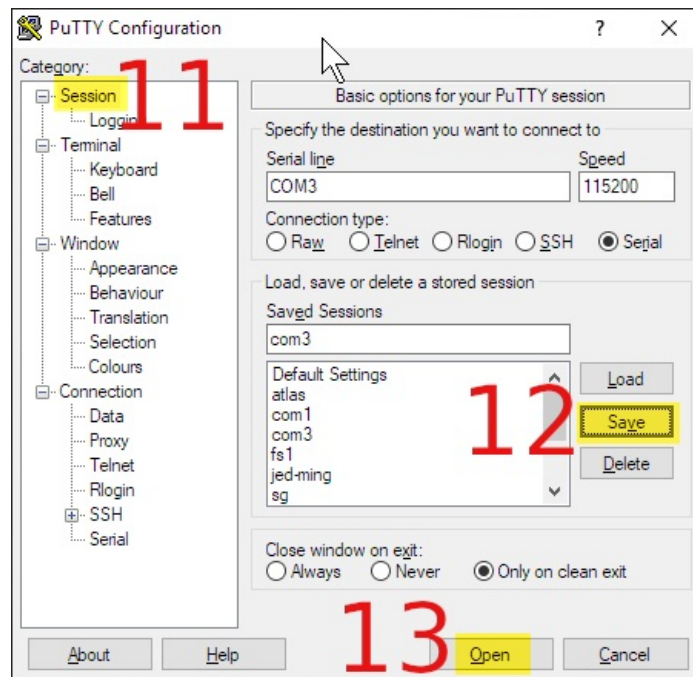 PuTTY Configuration
?
Category:
11
Session
Loggin
Terminal
Keyboard
Bell
Features
Window
Appearance
Behaviour
Translation
Selection
Colours
Connection
Data
Proxy
Telnet
Rlogin
SSH
Serial
Basic options for your PuTTY session
Specify the destination you want to connect to
Serial line Speed
COM3 115200
Connection type:
Raw Telnet Rlogin SSH Serial
Load, save or delete a stored session
Saved Sessions
com3
Default Settings
atlas
com1
com3
fs1
jed-ming
sg
Load
12
Save
Delete
Close window on exit:
Always Never Only on clean exit
13
About Help Open Cancel